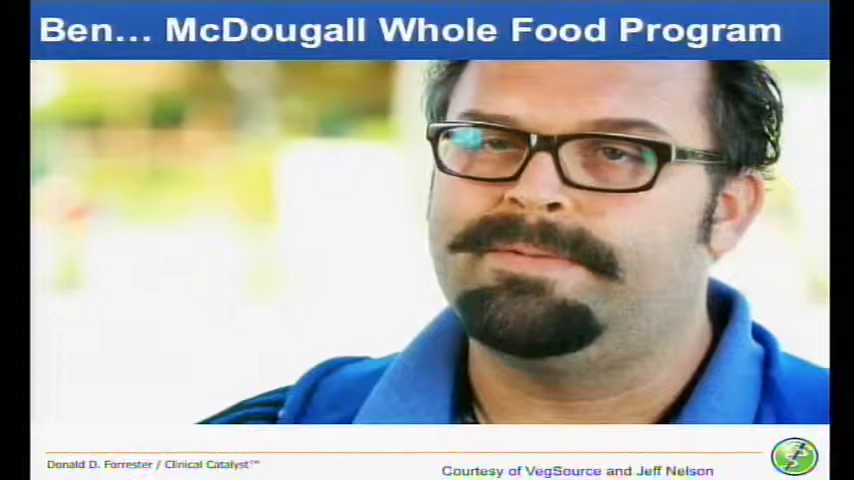 Ben... McDougall Whole Food Program
Donald D. Forrester / Clinical Catalyst™
Courtesy of VegSource and Jeff Nelson